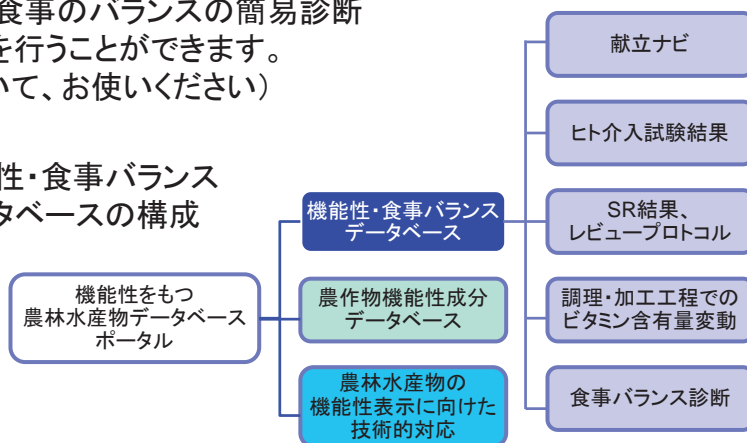 食事のバランスの簡易診断
を行うことができます。
いて、お使いください）
性・食事バランス
タベースの構成
機能性をもつ
農林水産物データベース
ポータル
機能性・食事バランス
データベース
農作物機能性成分
データベース
農林水産物の
機能性表示に向けた
技術的対応
献立ナビ
ヒト介入試験結果
SR結果、
レビュープロトコル
調理・加工工程での
ビタミン含有量変動
食事バランス診断